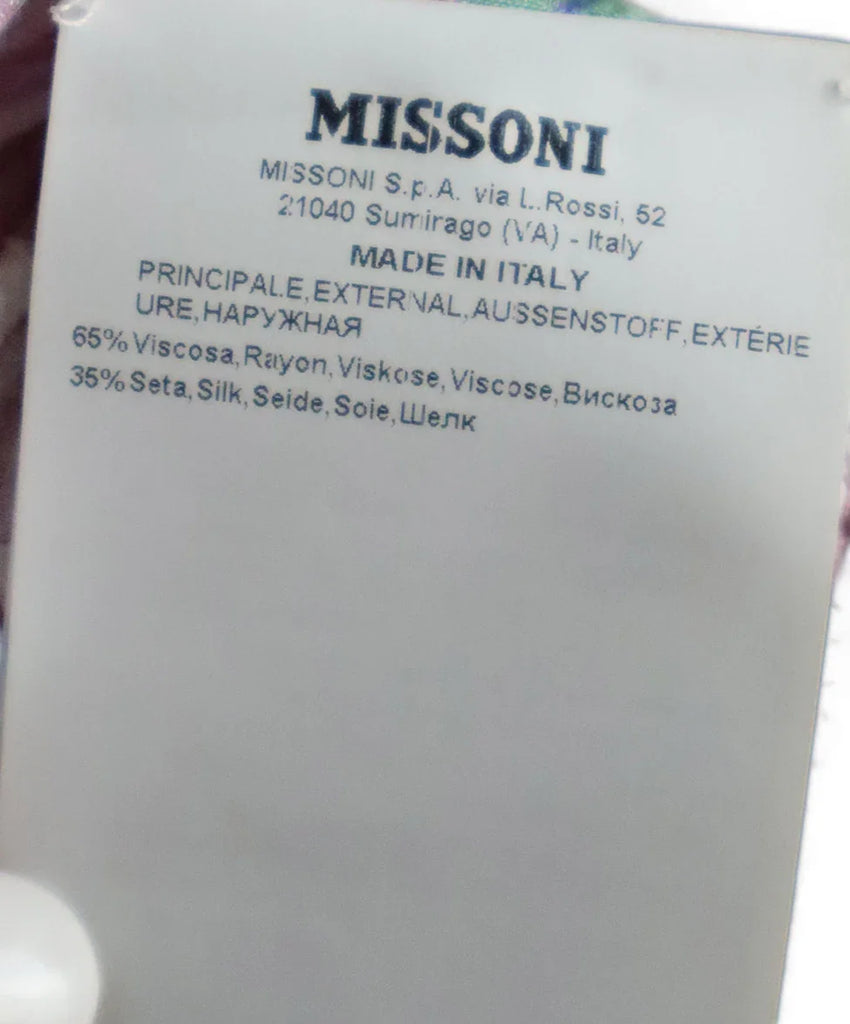 MISSONI
MISSONI S.p.A. via L.Rossi, 52
21040 Sumirago (VA) - Italy
MADE IN ITALY
PRINCIPALE,EXTERNAL,AUSSENSTOFF,EXTÉRIE
URE,НАРУЖНАЯ
65% Viscosa,Rayon,Viskose,Viscose,Вискоза
35% Seta,Silk,Seide,Soie,Шелк